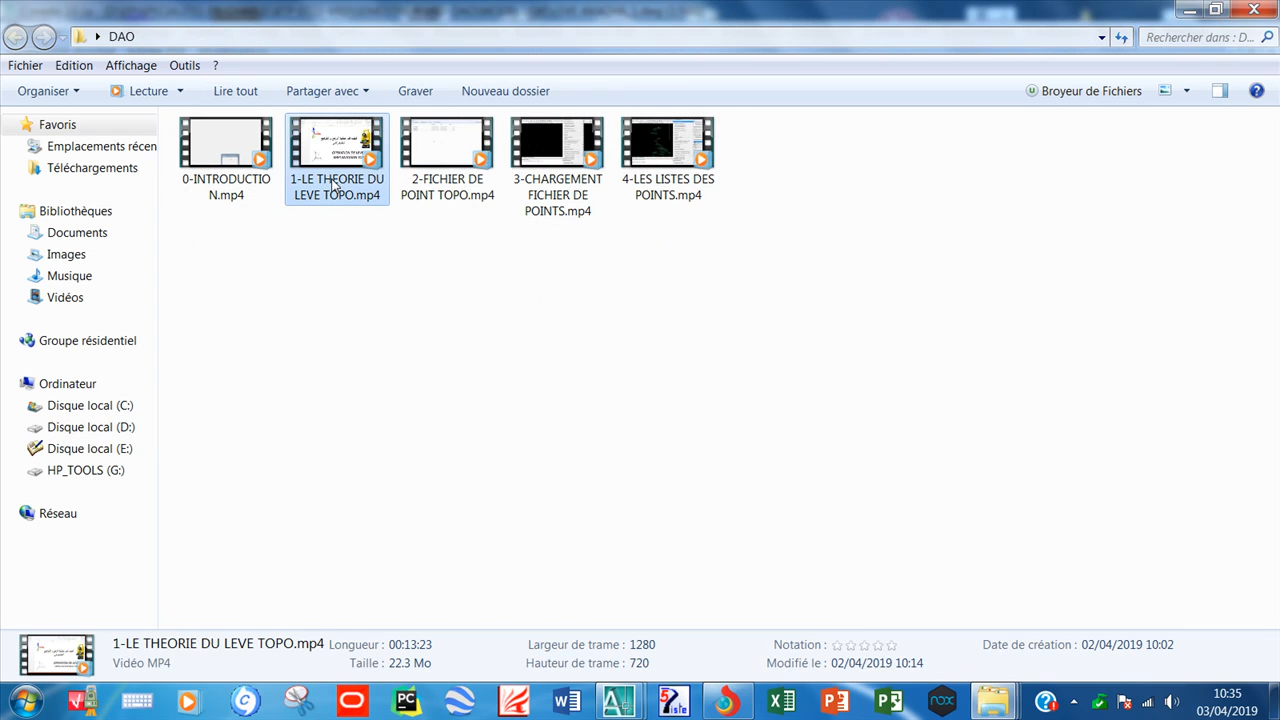 DAO
Rechercher dans : D...
Fichier Edition Affichage Outils ?
Organiser Lecture Lire tout Partager avec Graver Nouveau dossier Broyeur de Fichiers
Favoris
Emplacements récen
Téléchargements
Bibliothèques
Documents
Images
Musique
Vidéos
Groupe résidentiel
Ordinateur
Disque local (C:)
Disque local (D:)
Disque local (E:)
HP_TOOLS (G:)
Réseau
0-INTRODUCTIO
N.mp4
1-LE THEORIE DU
LEVE TOPO.mp4
2-FICHIER DE
POINT TOPO.mp4
3-CHARGEMENT
FICHIER DE
POINTS.mp4
4-LES LISTES DES
POINTS.mp4
1-LE THEORIE DU LEVE TOPO.mp4 Longueur : 00:13:23 Largeur de trame : 1280 Notation : Date de création : 02/04/2019 10:02
Vidéo MP4 Taille : 22.3 Mo Hauteur de trame : 720 Modifié le : 02/04/2019 10:14
10:35
03/04/2019